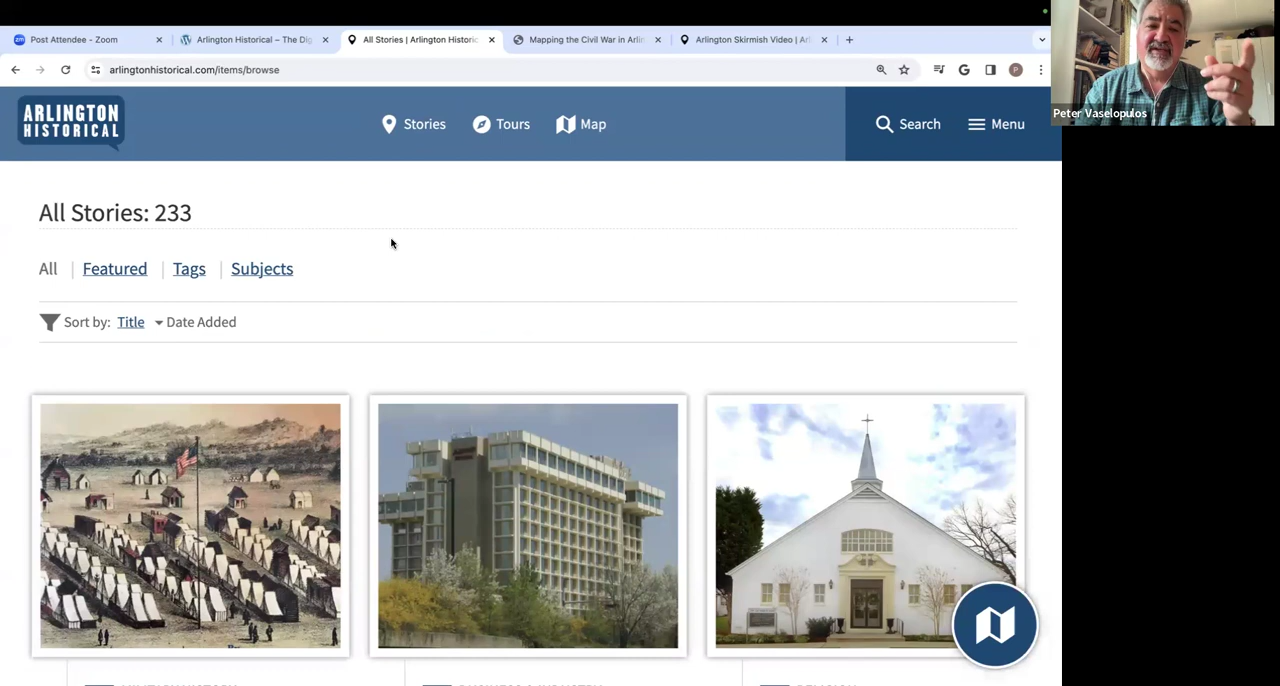 Post Attendee - Zoom
Arlington Historical – The Dig
All Stories | Arlington Historic
Mapping the Civil War in Arlin
Arlington Skirmish Video | Arl
arlingtonhistorical.com/items/browse
P
Peter Vaselopulos
ARLINGTON
HISTORICAL
Stories
Tours
Map
Search
Menu
All Stories: 233
All
Featured
Tags
Subjects
Sort by: Title Date Added